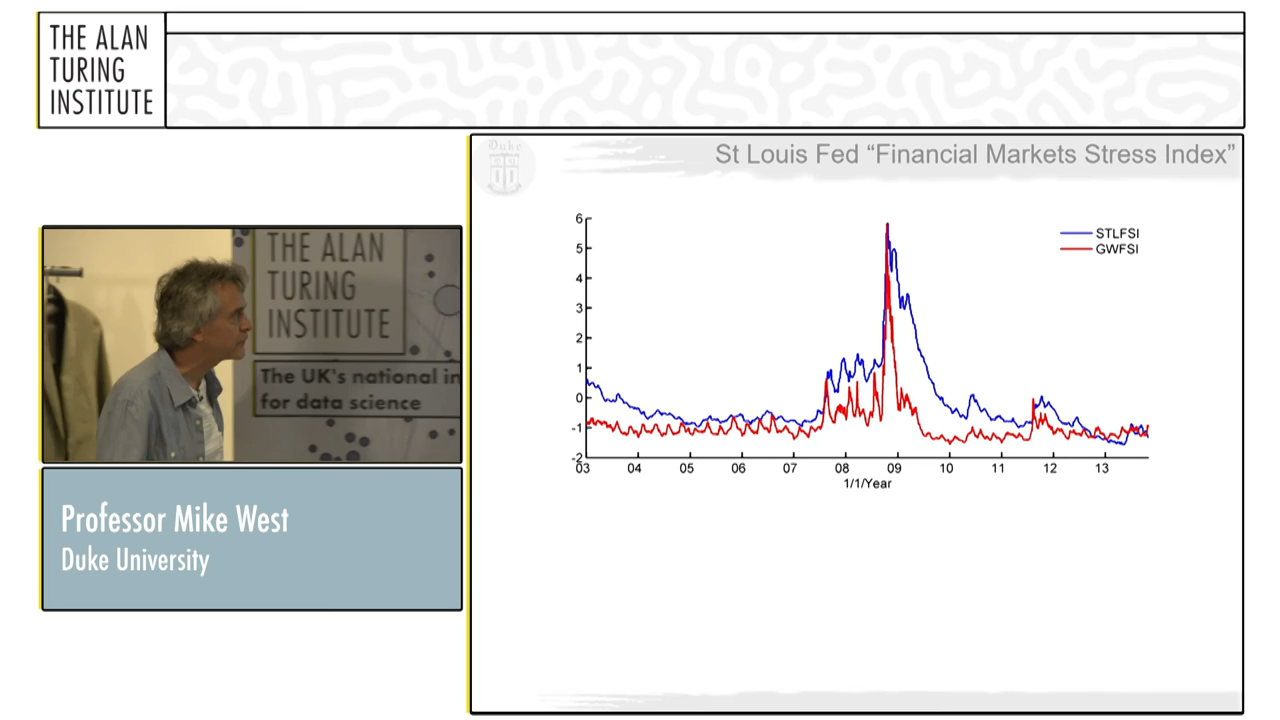 THE ALAN
TURING
INSTITUTE
Duke
St Louis Fed “Financial Markets Stress Index”
THE ALAN
TURING
INSTITUTE
The UK's national in
for data science
Professor Mike West
Duke University
6
5
4
3
2
1
0
-1
-2
STLFSI
GWFSI
03 04 05 06 07 08 09 10 11 12 13
1/1/Year